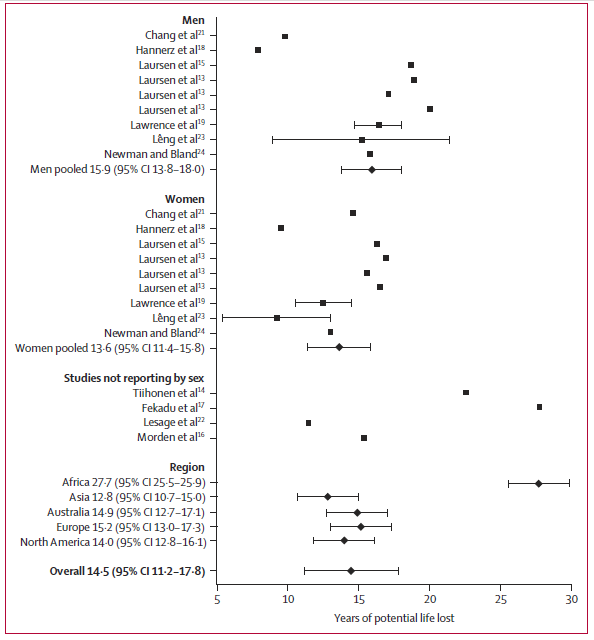 Men
Chang et al²¹
Hannerz et al¹⁸
Laursen et al¹⁵
Laursen et al¹³
Laursen et al¹³
Laursen et al¹³
Lawrence et al¹⁹
Lêng et al²³
Newman and Bland²⁴
Men pooled 15·9 (95% CI 13·8–18·0)
Women
Chang et al²¹
Hannerz et al¹⁸
Laursen et al¹⁵
Laursen et al¹³
Laursen et al¹³
Laursen et al¹³
Lawrence et al¹⁹
Lêng et al²³
Newman and Bland²⁴
Women pooled 13·6 (95% CI 11·4–15·8)
Studies not reporting by sex
Tiihonen et al¹⁴
Fekadu et al¹⁷
Lesage et al²²
Morden et al¹⁶
Region
Africa 27·7 (95% CI 25·5–25·9)
Asia 12·8 (95% CI 10·7–15·0)
Australia 14·9 (95% CI 12·7–17·1)
Europe 15·2 (95% CI 13·0–17·3)
North America 14·0 (95% CI 12·8–16·1)
Overall 14·5 (95% CI 11·2–17·8)
5 10 15 20 25 30
Years of potential life lost